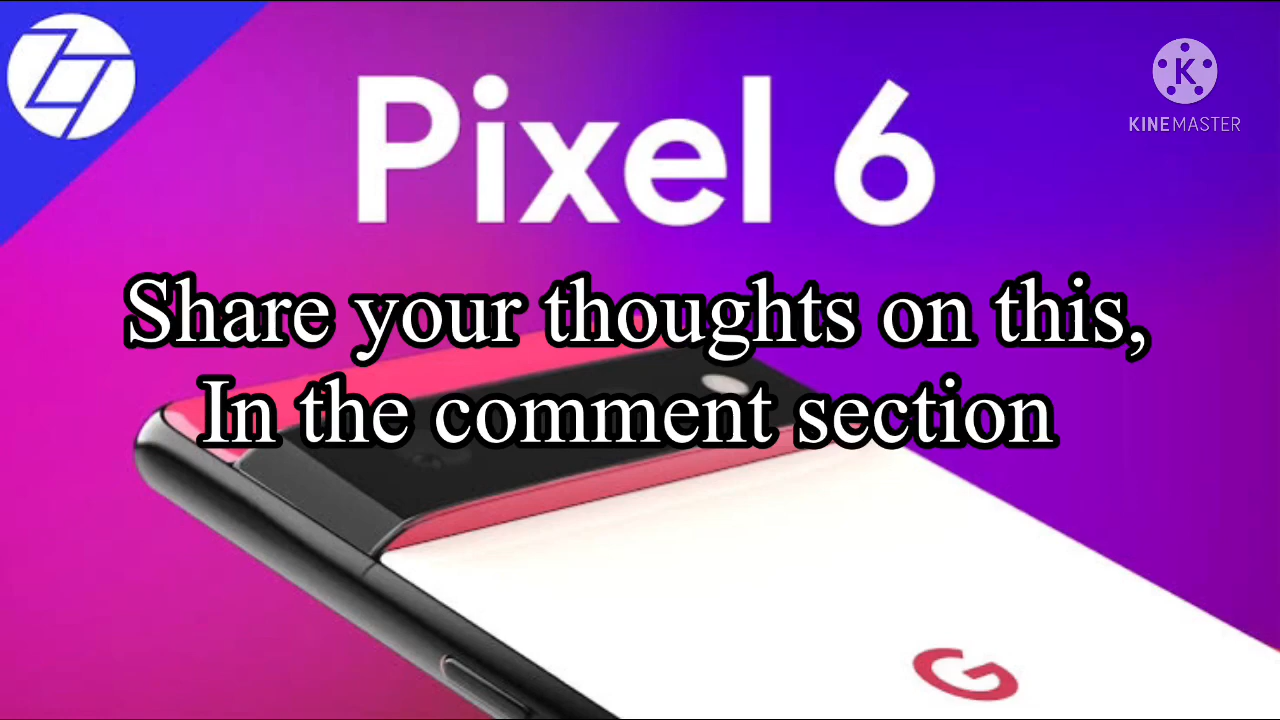 Pixel 6
K
KINEMASTER
Share your thoughts on this,
In the comment section
G